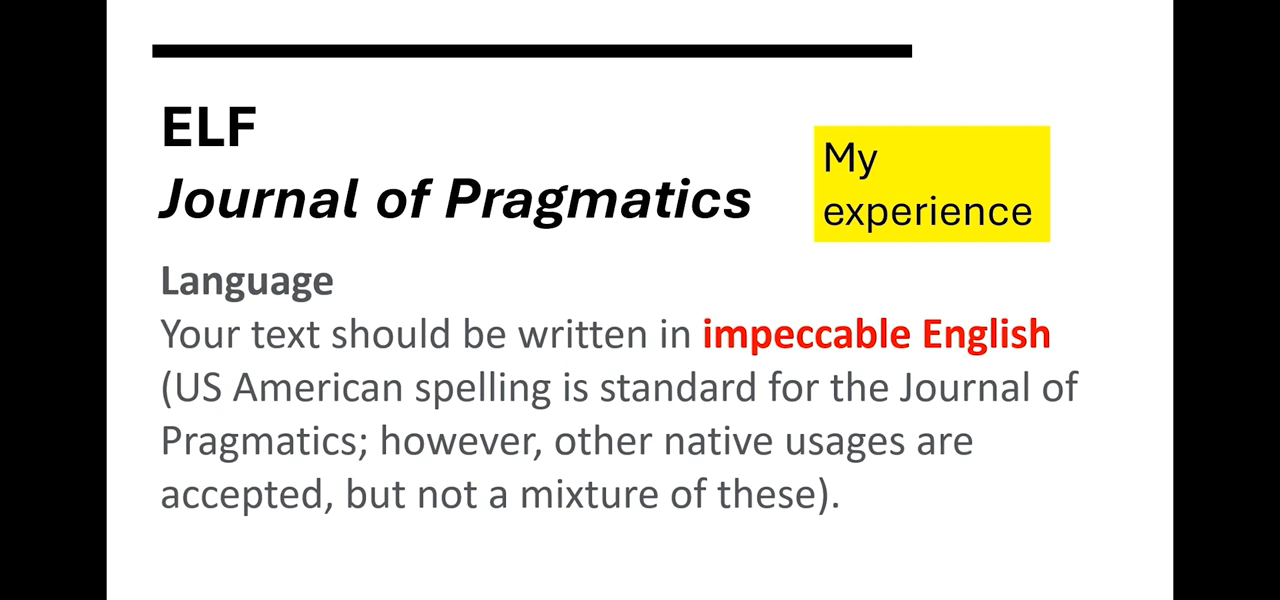 ELF
Journal of Pragmatics
My
experience
Language
Your text should be written in impeccable English
(US American spelling is standard for the Journal of
Pragmatics; however, other native usages are
accepted, but not a mixture of these).